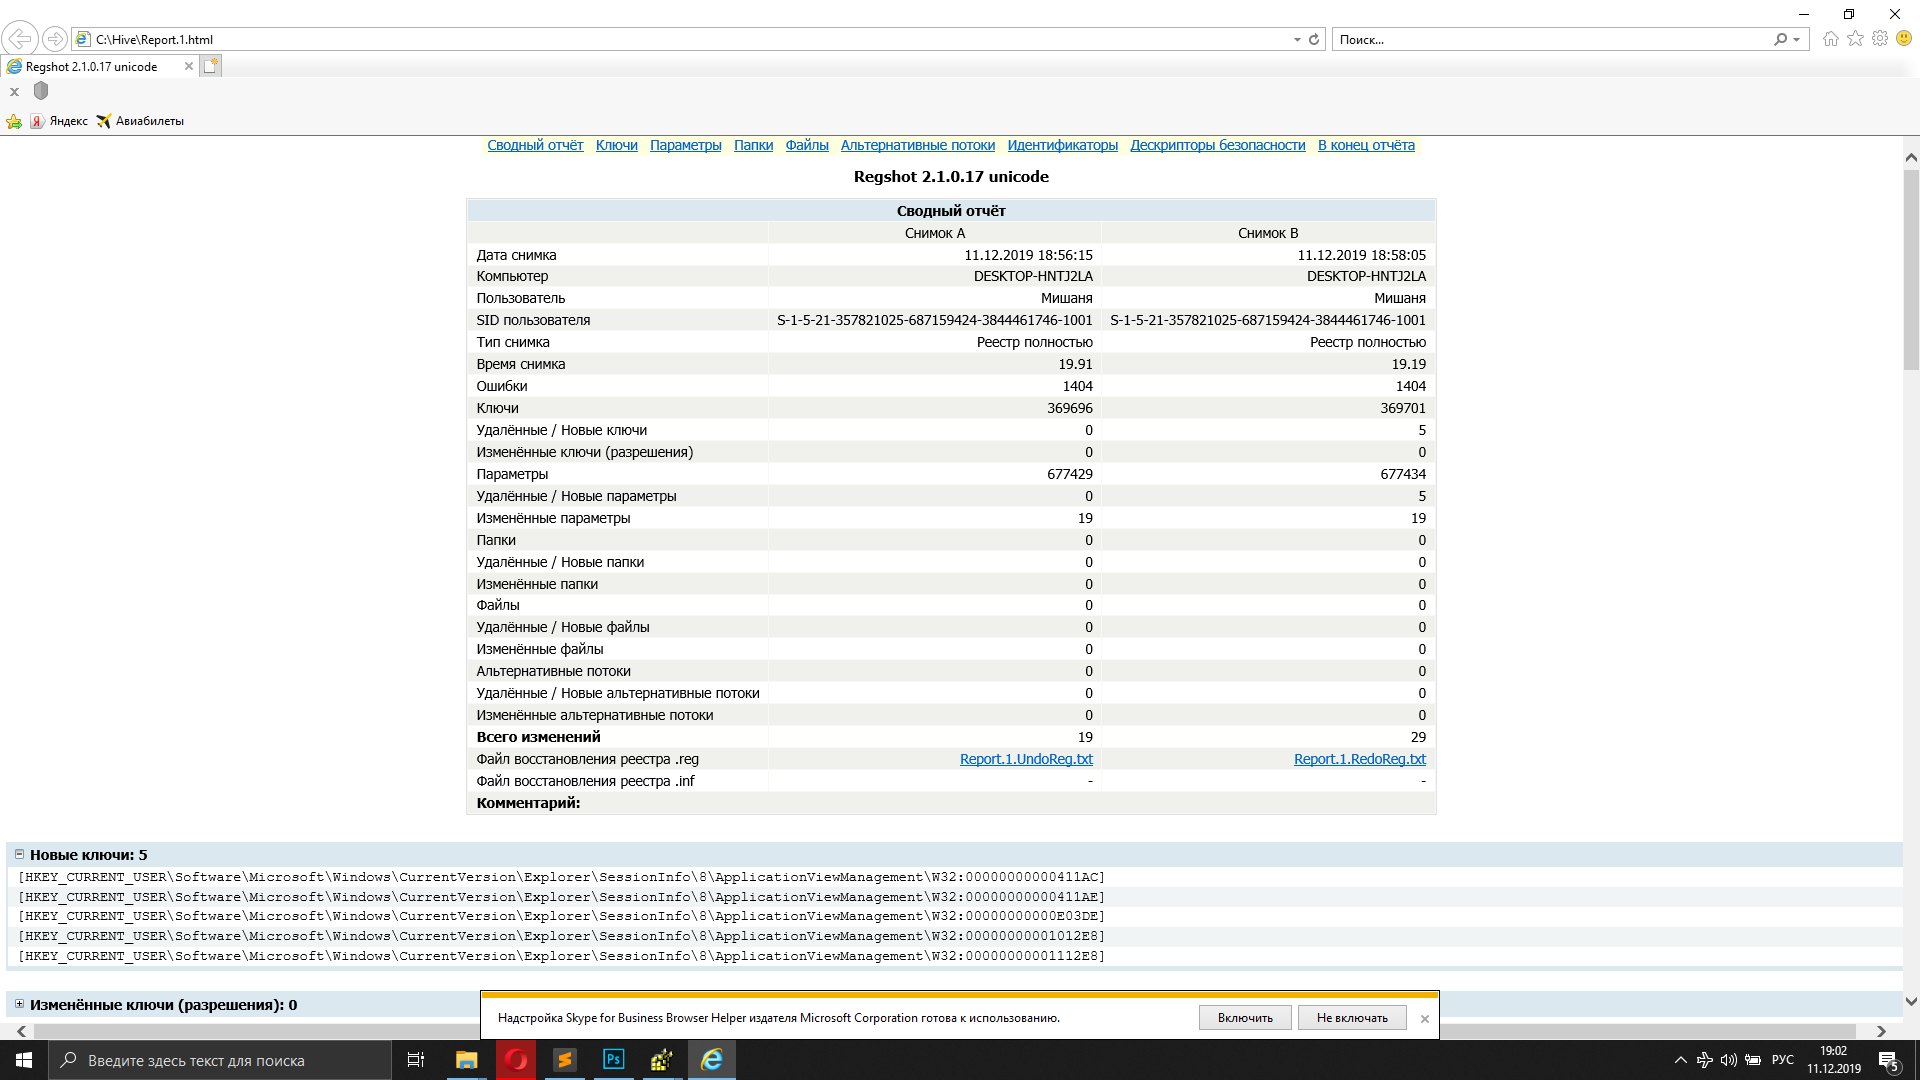 C:\Hive\Report.1.html
Поиск...
Regshot 2.1.0.17 unicode
Яндекс Авиабилеты
Сводный отчёт Ключи Параметры Папки Файлы Альтернативные потоки Идентификаторы Дескрипторы безопасности В конец отчёта
Regshot 2.1.0.17 unicode
Сводный отчёт
Снимок A Снимок B
Дата снимка 11.12.2019 18:56:15 11.12.2019 18:58:05
Компьютер DESKTOP-HNTJ2LA DESKTOP-HNTJ2LA
Пользователь Мишаня Мишаня
SID пользователя S-1-5-21-357821025-687159424-3844461746-1001 S-1-5-21-357821025-687159424-3844461746-1001
Тип снимка Реестр полностью Реестр полностью
Время снимка 19.91 19.19
Ошибки 1404 1404
Ключи 369696 369701
Удалённые / Новые ключи 0 5
Изменённые ключи (разрешения) 0 0
Параметры 677429 677434
Удалённые / Новые параметры 0 5
Изменённые параметры 19 19
Папки 0 0
Удалённые / Новые папки 0 0
Изменённые папки 0 0
Файлы 0 0
Удалённые / Новые файлы 0 0
Изменённые файлы 0 0
Альтернативные потоки 0 0
Удалённые / Новые альтернативные потоки 0 0
Изменённые альтернативные потоки 0 0
Всего изменений 19 29
Файл восстановления реестра .reg Report.1.UndoReg.txt Report.1.RedoReg.txt
Файл восстановления реестра .inf - -
Комментарий:
Новые ключи: 5
[HKEY_CURRENT_USER\Software\Microsoft\Windows\CurrentVersion\Explorer\SessionInfo\8\ApplicationViewManagement\W32:00000000000411AC]
[HKEY_CURRENT_USER\Software\Microsoft\Windows\CurrentVersion\Explorer\SessionInfo\8\ApplicationViewManagement\W32:00000000000411AE]
[HKEY_CURRENT_USER\Software\Microsoft\Windows\CurrentVersion\Explorer\SessionInfo\8\ApplicationViewManagement\W32:00000000000E03DE]
[HKEY_CURRENT_USER\Software\Microsoft\Windows\CurrentVersion\Explorer\SessionInfo\8\ApplicationViewManagement\W32:00000000001012E8]
[HKEY_CURRENT_USER\Software\Microsoft\Windows\CurrentVersion\Explorer\SessionInfo\8\ApplicationViewManagement\W32:00000000001112E8]
Изменённые ключи (разрешения): 0
Надстройка Skype for Business Browser Helper издателя Microsoft Corporation готова к использованию.
Включить Не включать
Введите здесь текст для поиска
Ps
РУС
19:02
11.12.2019
5